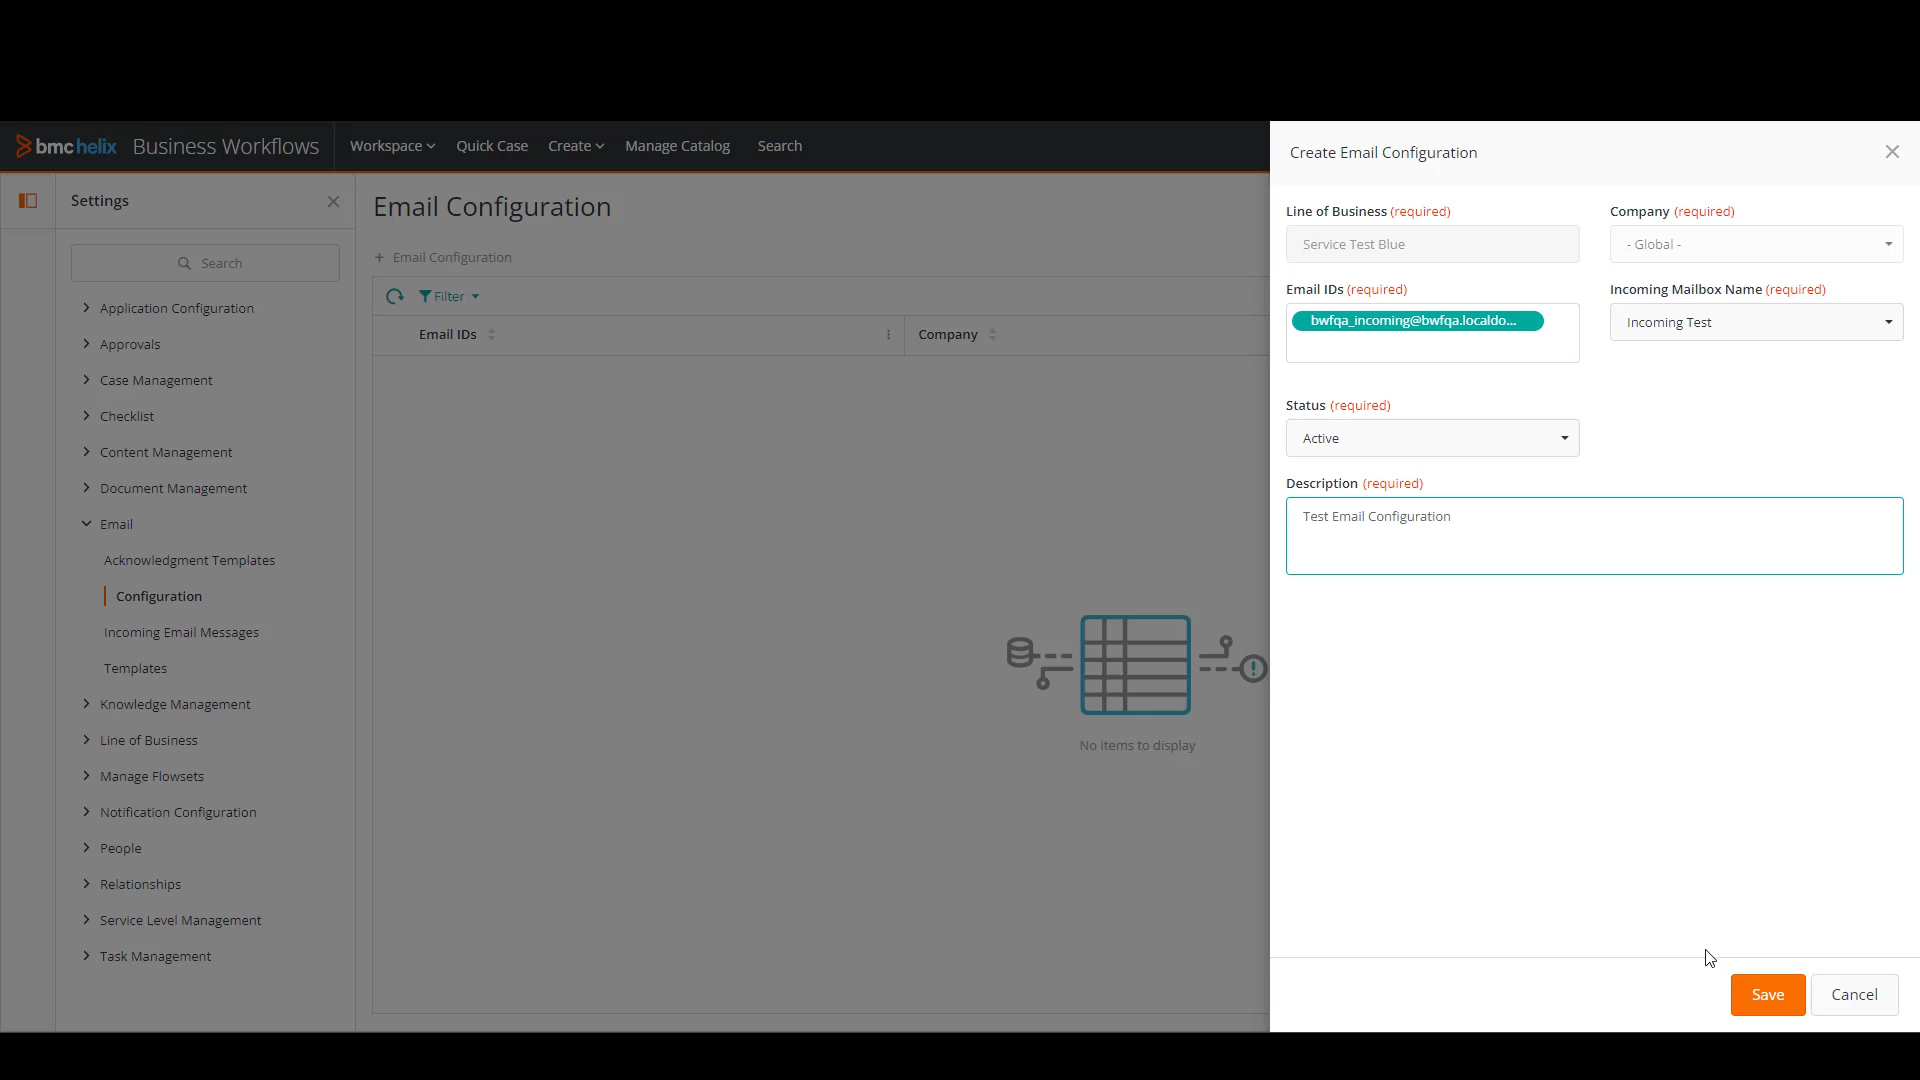 bmchelix Business Workflows Workspace Quick Case Create Manage Catalog Search
Settings
Search
Application Configuration
Approvals
Case Management
Checklist
Content Management
Document Management
Email
Acknowledgment Templates
Configuration
Incoming Email Messages
Templates
Knowledge Management
Line of Business
Manage Flowsets
Notification Configuration
People
Relationships
Service Level Management
Task Management
Email Configuration
+ Email Configuration
Filter
Email IDs Company
No items to display
Create Email Configuration
Line of Business (required) Company (required)
Service Test Blue - Global -
Email IDs (required) Incoming Mailbox Name (required)
bwfqa_incoming@bwfqa.localdo... Incoming Test
Status (required)
Active
Description (required)
Test Email Configuration
Save Cancel